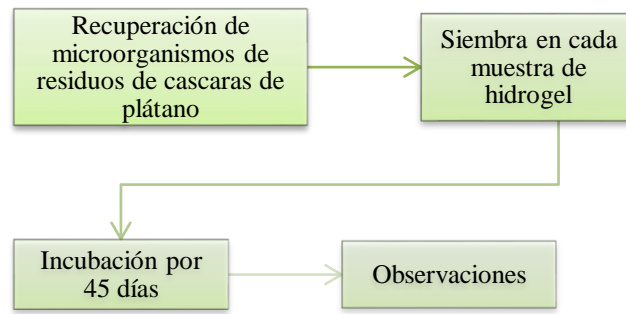 Recuperación de
microorganismos de
residuos de cascaras de
plátano
Siembra en cada
muestra de
hidrogel
Incubación por
45 días
Observaciones